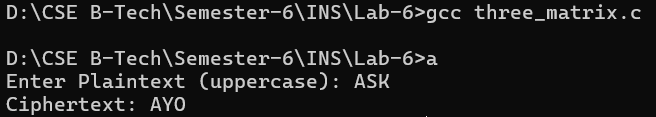 D:\CSE B-Tech\Semester-6\INS\Lab-6>gcc three_matrix.c
D:\CSE B-Tech\Semester-6\INS\Lab-6>a
Enter Plaintext (uppercase): ASK
Ciphertext: AYO